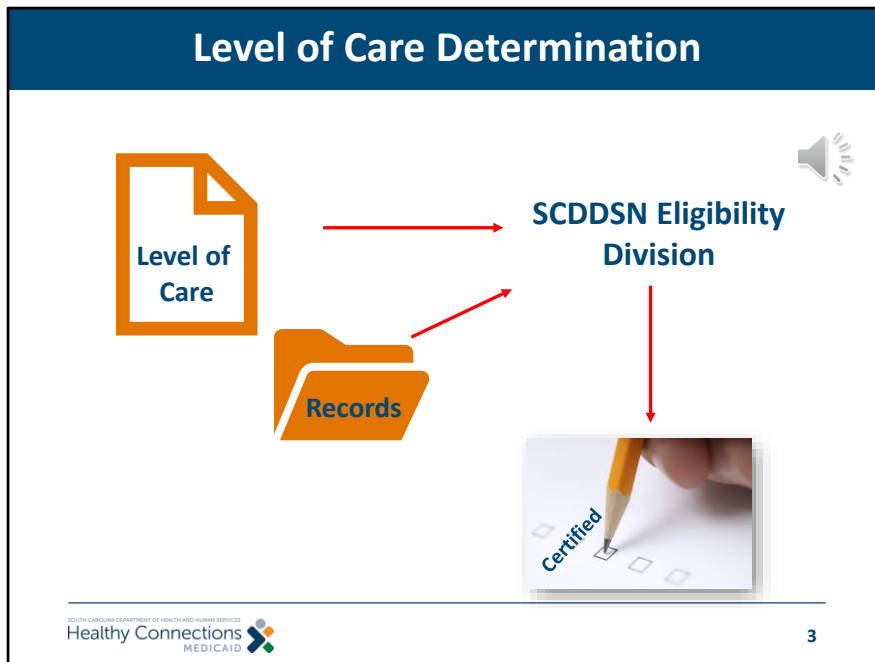 Level of Care Determination
Level of
Care
SCDDSN Eligibility
Division
Records
Certified
SOUTH CAROLINA DEPARTMENT OF HEALTH AND HUMAN SERVICES
Healthy Connections
MEDICAID
3